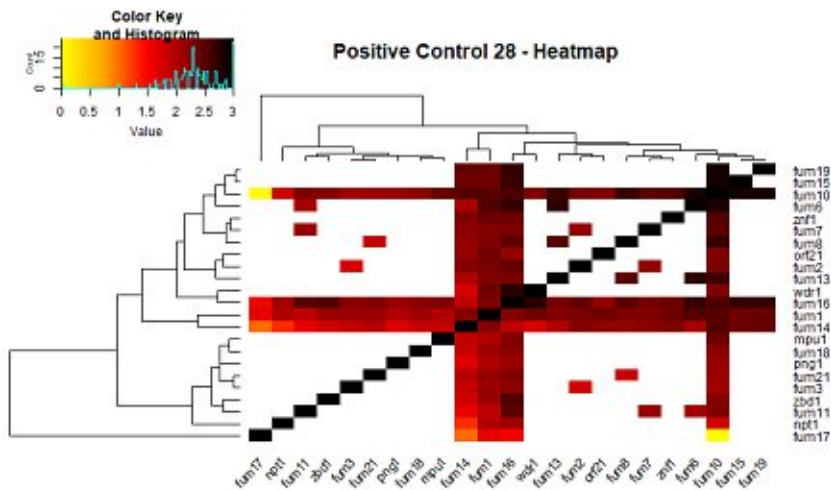 Color Key
and Histogram
Count
0 5 15
0 0.5 1 1.5 2 2.5 3
Value
Positive Control 28 - Heatmap
fum19
fum15
fum10
fum6
znf1
fum7
fum8
orf21
fum2
fum13
wdr1
fum16
fum1
fum14
mpu1
fum18
png1
fum21
fum3
zbd1
fum11
npt1
fum17
fum17 npt1 fum11 zbd1 fum3 fum21 png1 fum18 mpu1 fum14 fum1 fum16 wdr1 fum13 fum2 orf21 fum8 fum7 znf1 fum6 fum10 fum15 fum19